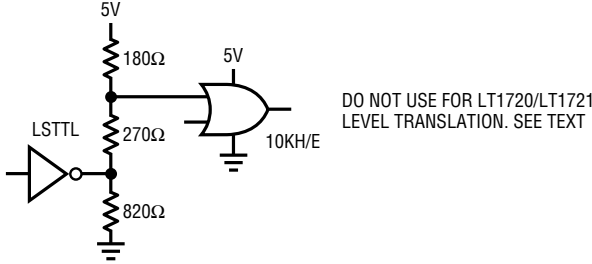 5V
180Ω
5V
LSTTL
270Ω
10KH/E
820Ω
DO NOT USE FOR LT1720/LT1721
LEVEL TRANSLATION. SEE TEXT